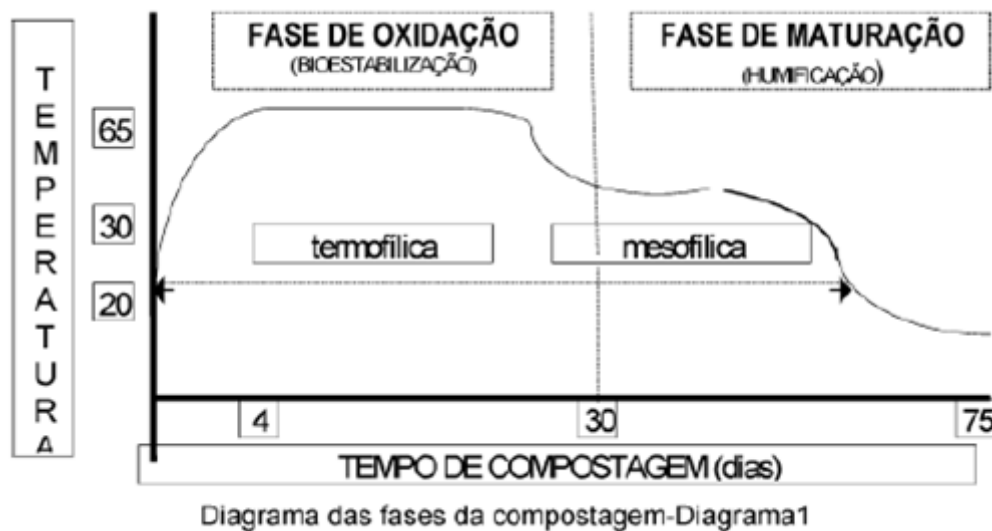 FASE DE OXIDAÇÃO
(BIOESTABILIZAÇÃO)
FASE DE MATURAÇÃO
(HUMIFICAÇÃO)
TEMPERATURA
65
30
20
termofílica
mesofílica
4
30
75
TEMPO DE COMPOSTAGEM (dias)
Diagrama das fases da compostagem-Diagrama1